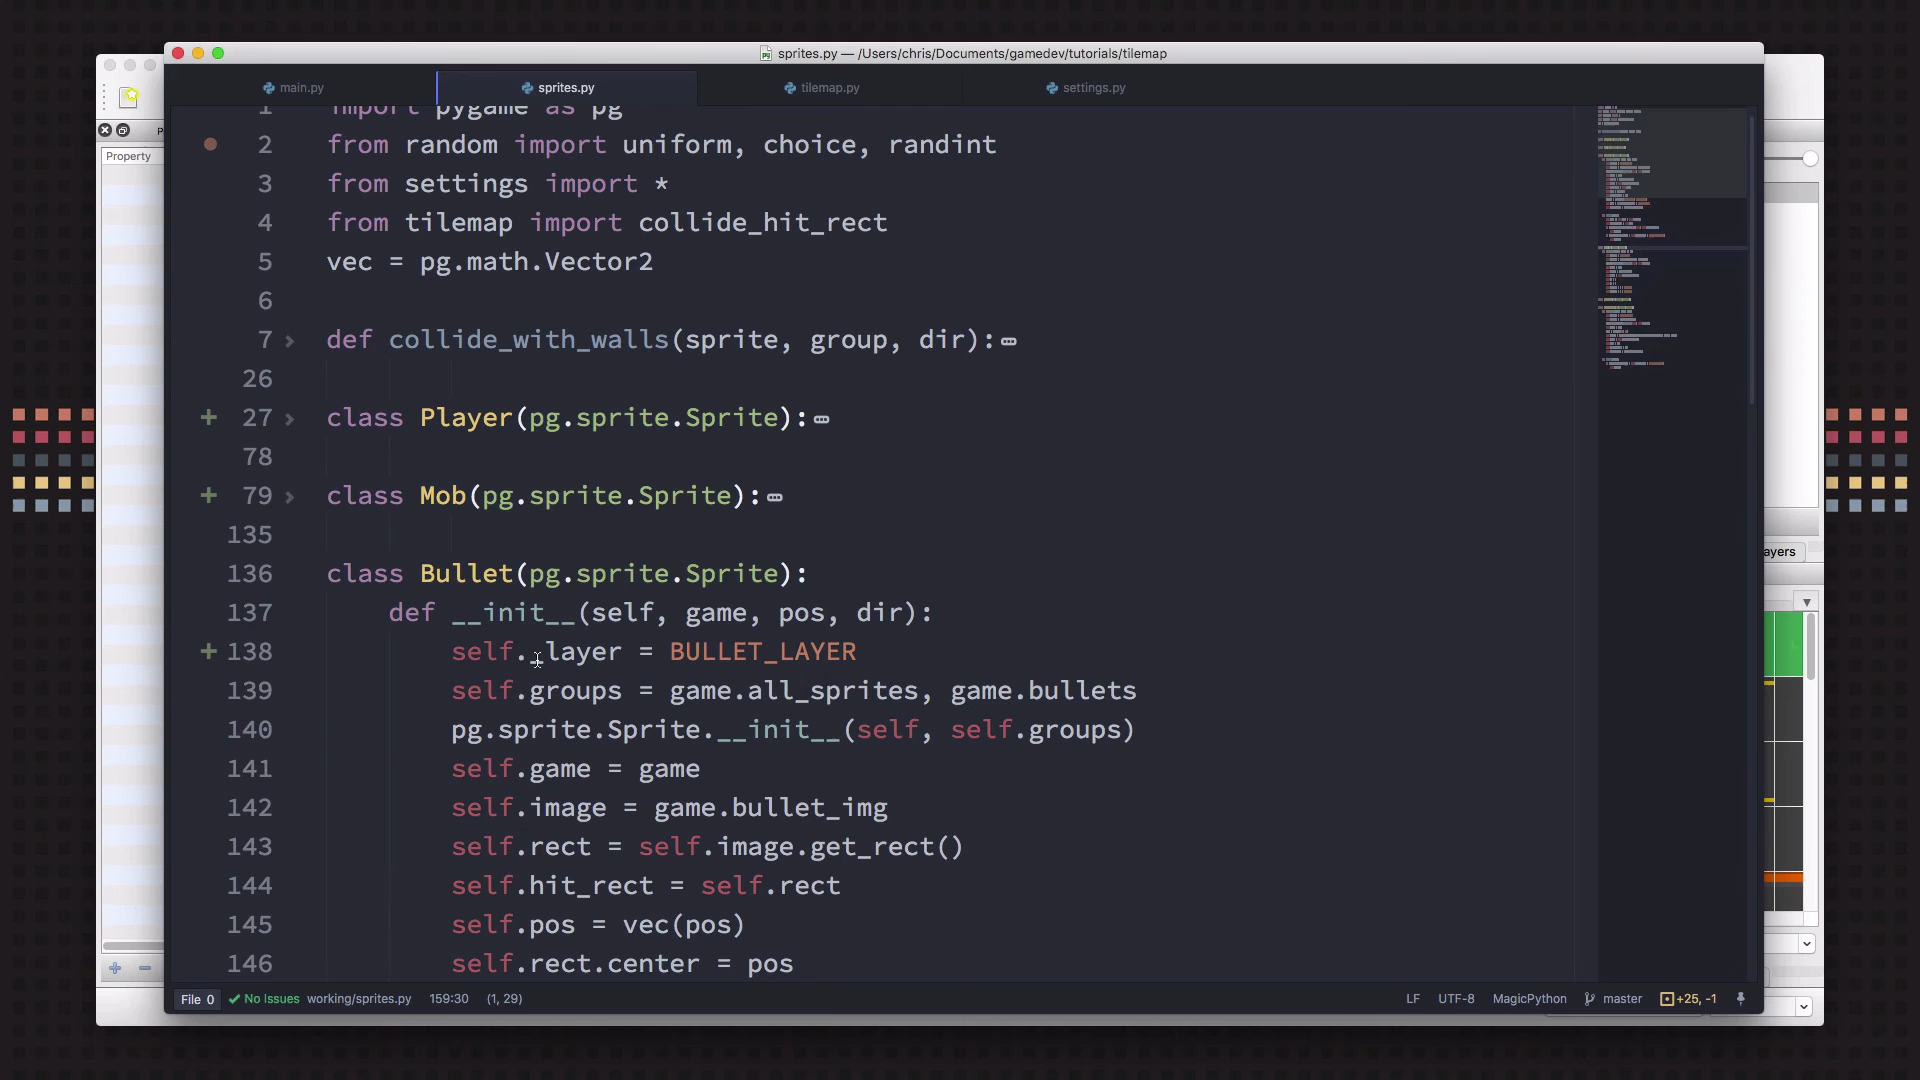 sprites.py — /Users/chris/Documents/gamedev/tutorials/tilemap
main.py sprites.py tilemap.py settings.py
Property
1 import pygame as pg
2 from random import uniform, choice, randint
3 from settings import *
4 from tilemap import collide_hit_rect
5 vec = pg.math.Vector2
6
7 def collide_with_walls(sprite, group, dir):
26
27 class Player(pg.sprite.Sprite):
78
79 class Mob(pg.sprite.Sprite):
135
136 class Bullet(pg.sprite.Sprite):
137 def __init__(self, game, pos, dir):
138 self._layer = BULLET_LAYER
139 self.groups = game.all_sprites, game.bullets
140 pg.sprite.Sprite.__init__(self, self.groups)
141 self.game = game
142 self.image = game.bullet_img
143 self.rect = self.image.get_rect()
144 self.hit_rect = self.rect
145 self.pos = vec(pos)
146 self.rect.center = pos
ayers
File 0 No Issues working/sprites.py 159:30 (1, 29) LF UTF-8 MagicPython master +25, -1